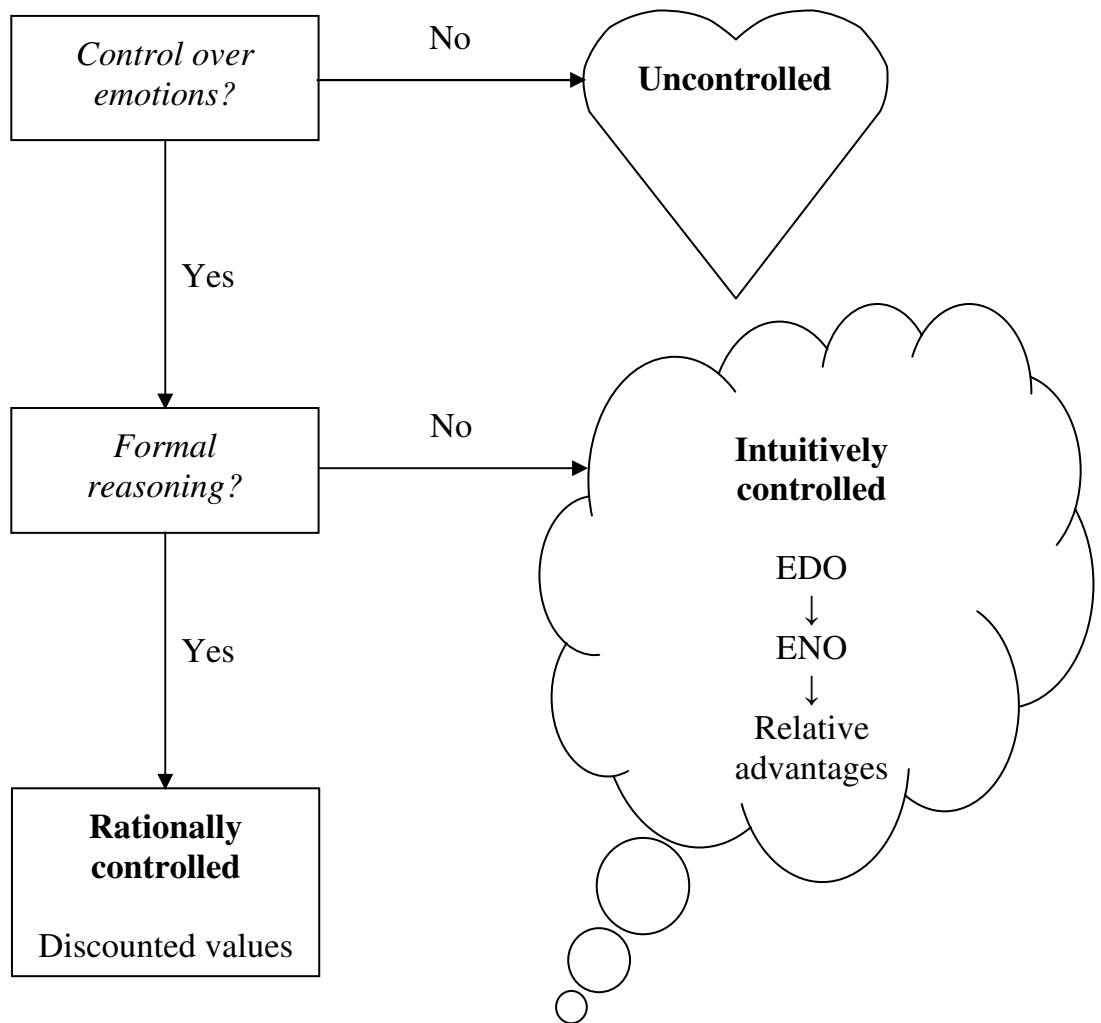 Control over
emotions?
No
Uncontrolled
Yes
Formal
reasoning?
No
Intuitively
controlled
EDO
↓
ENO
↓
Relative
advantages
Yes
Rationally
controlled
Discounted values